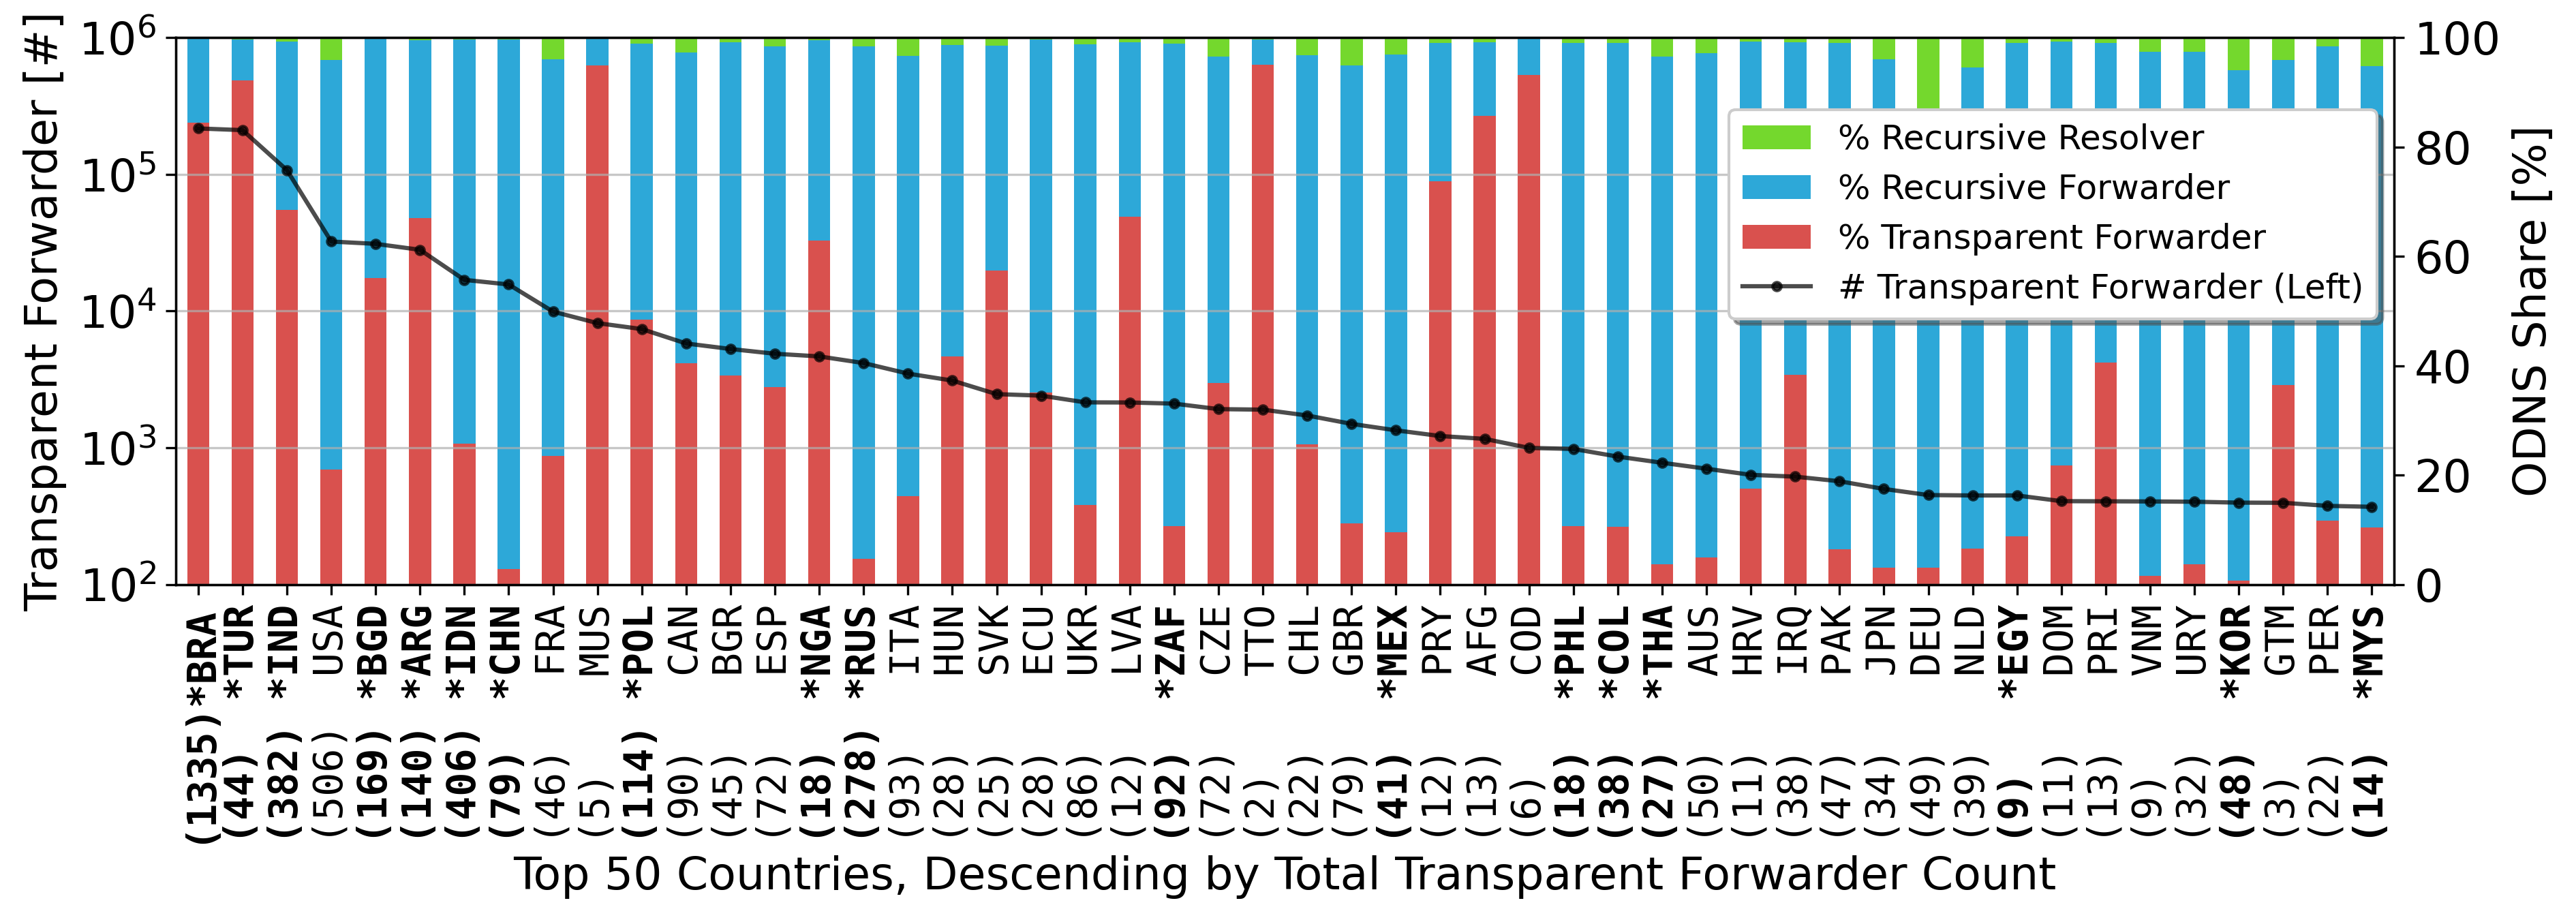 Transparent Forwarder [#]
10^6
10^5
10^4
10^3
10^2
100
80
60
40
20
0
ODNS Share [%]
% Recursive Resolver
% Recursive Forwarder
% Transparent Forwarder
# Transparent Forwarder (Left)
(1335)*BRA
(44) *TUR
(382) *IND
(506) USA
(169) *BGD
(140) *ARG
(406) *IDN
(79) *CHN
(46) FRA
(5) MUS
(114) *POL
(90) CAN
(45) BGR
(72) ESP
(18) *NGA
(278) *RUS
(93) ITA
(28) HUN
(25) SVK
(28) ECU
(86) UKR
(12) LVA
(92) *ZAF
(72) CZE
(2) TTO
(22) CHL
(79) GBR
(41) *MEX
(12) PRY
(13) AFG
(6) COD
(18) *PHL
(38) *COL
(27) *THA
(50) AUS
(11) HRV
(38) IRQ
(47) PAK
(34) JPN
(49) DEU
(39) NLD
(9) *EGY
(11) DOM
(13) PRI
(9) VNM
(32) URY
(48) *KOR
(3) GTM
(22) PER
(14) *MYS
Top 50 Countries, Descending by Total Transparent Forwarder Count